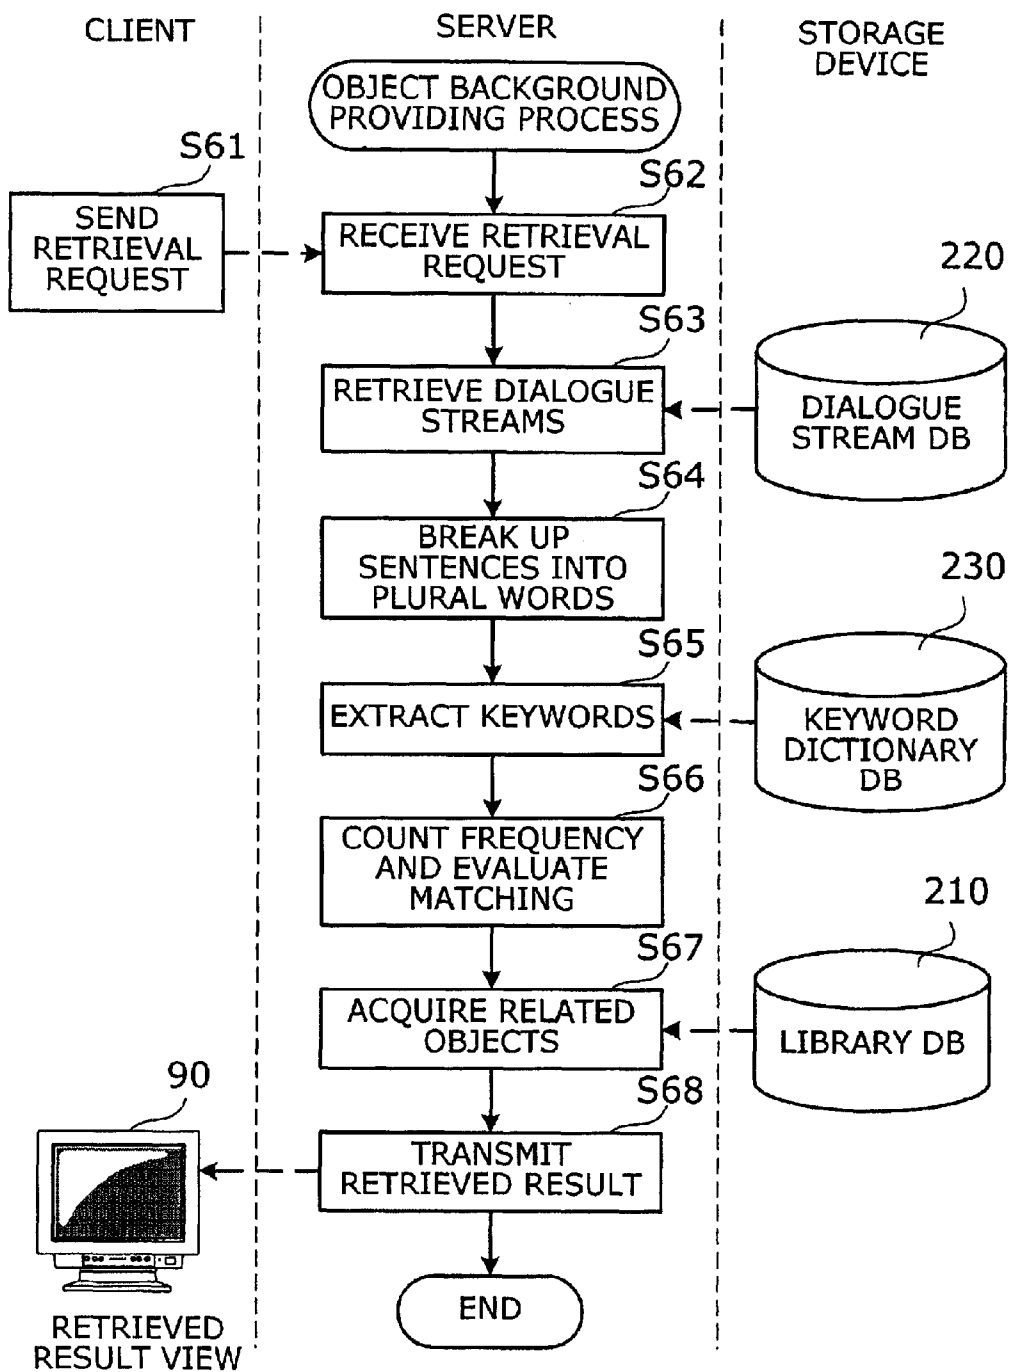 CLIENT
SERVER
STORAGE
DEVICE
OBJECT BACKGROUND
PROVIDING PROCESS
S61
SEND
RETRIEVAL
REQUEST
S62
RECEIVE RETRIEVAL
REQUEST
S63
RETRIEVE DIALOGUE
STREAMS
220
DIALOGUE
STREAM DB
S64
BREAK UP
SENTENCES INTO
PLURAL WORDS
S65
EXTRACT KEYWORDS
230
KEYWORD
DICTIONARY
DB
S66
COUNT FREQUENCY
AND EVALUATE
MATCHING
S67
ACQUIRE RELATED
OBJECTS
210
LIBRARY DB
S68
TRANSMIT
RETRIEVED RESULT
90
RETRIEVED
RESULT VIEW
END